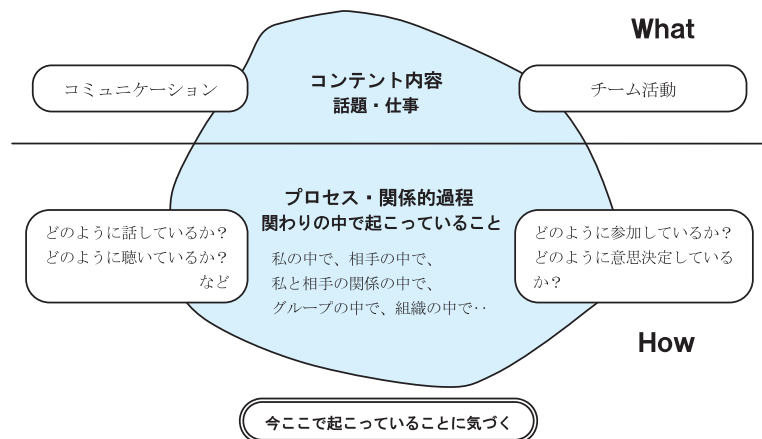 What
コミュニケーション
コンテント内容
話題・仕事
チーム活動
プロセス・関係的過程
関わりの中で起こっていること
どのように話しているか?
どのように聴いているか?
など
私の中で、相手の中で、
私と相手の関係の中で、
グループの中で、組織の中で‥
どのように参加しているか?
どのように意思決定している
か?
How
今ここで起こっていることに気づく